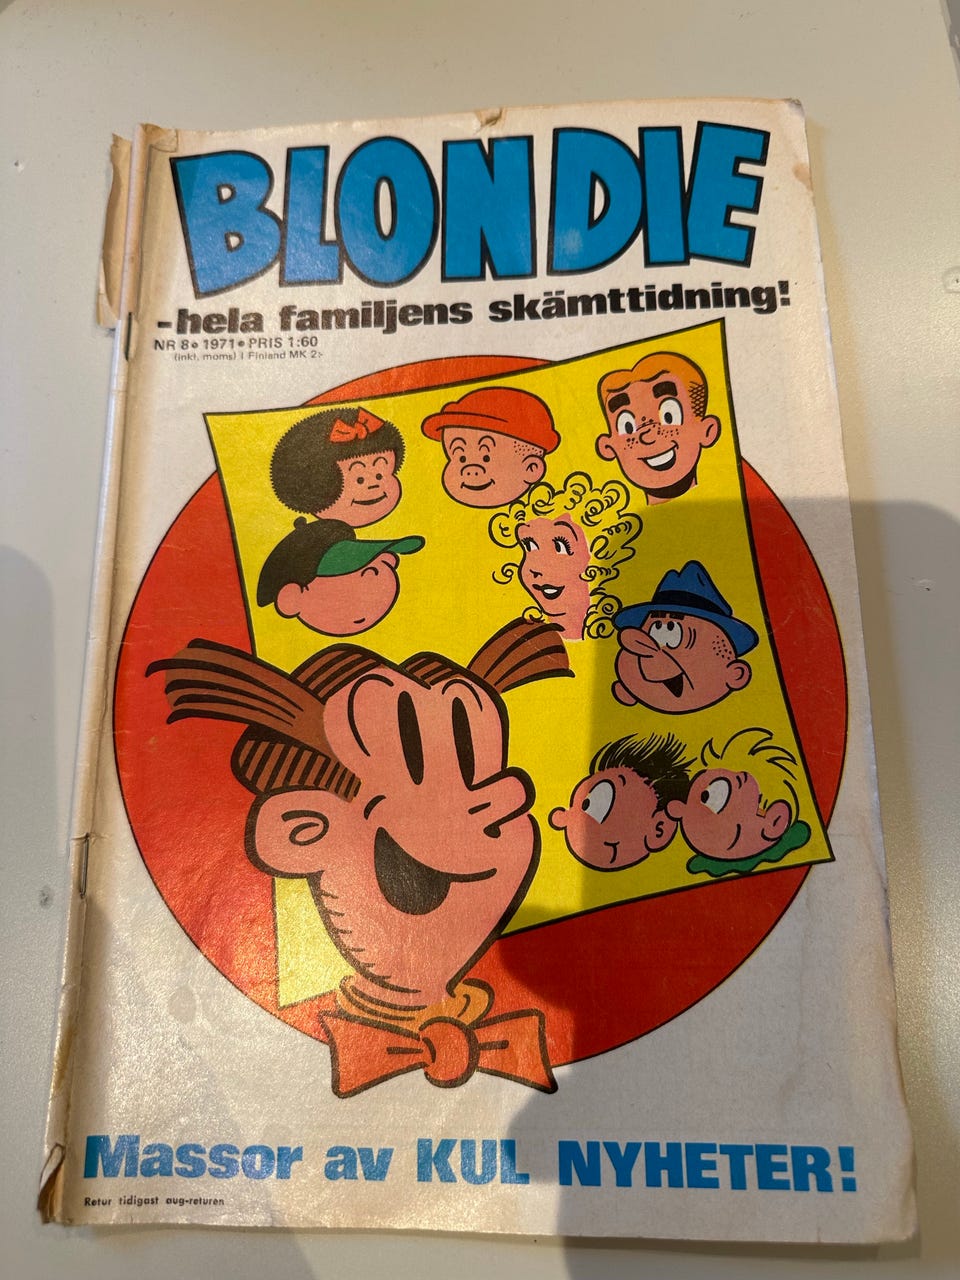 BLONDIE
-hela familjens skämttidning!
NR 8 • 1971 • PRIS 1:60
(inkl. moms) i Finland MK 2:-
Massor av KUL NYHETER!
Retur tidigast aug-returen